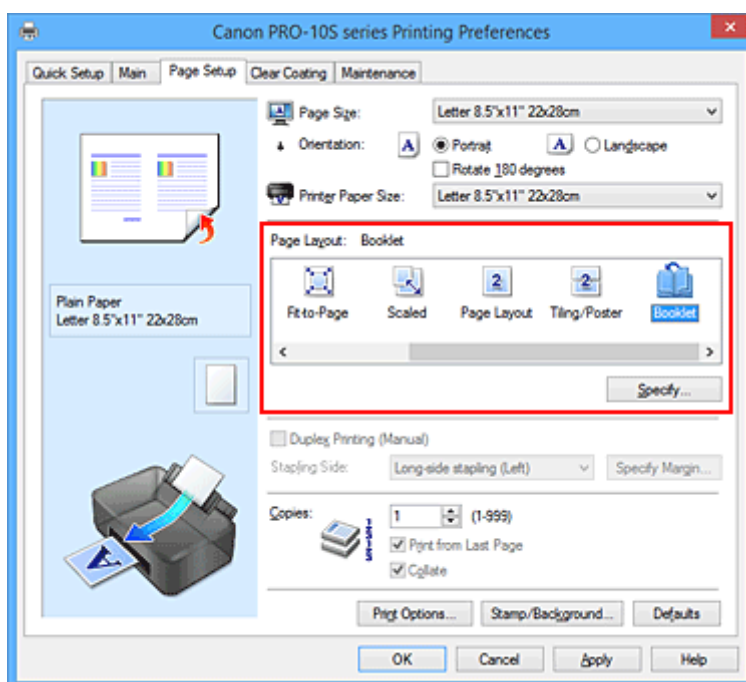 Canon PRO-10S series Printing Preferences
Quick Setup Main Page Setup Clear Coating Maintenance
Page Size: Letter 8.5"x11" 22x28cm
Orientation: A Portrait A Landscape
Rotate 180 degrees
Printer Paper Size: Letter 8.5"x11" 22x28cm
Page Layout: Booklet
Fit-to-Page Scaled Page Layout Tiling/Poster Booklet
Specify...
Plain Paper
Letter 8.5"x11" 22x28cm
Duplex Printing (Manual)
Stapling Side: Long-side stapling (Left) Specify Margin...
Copies: 1 (1-999)
Print from Last Page
Collate
Print Options... Stamp/Background... Defaults
OK Cancel Apply Help